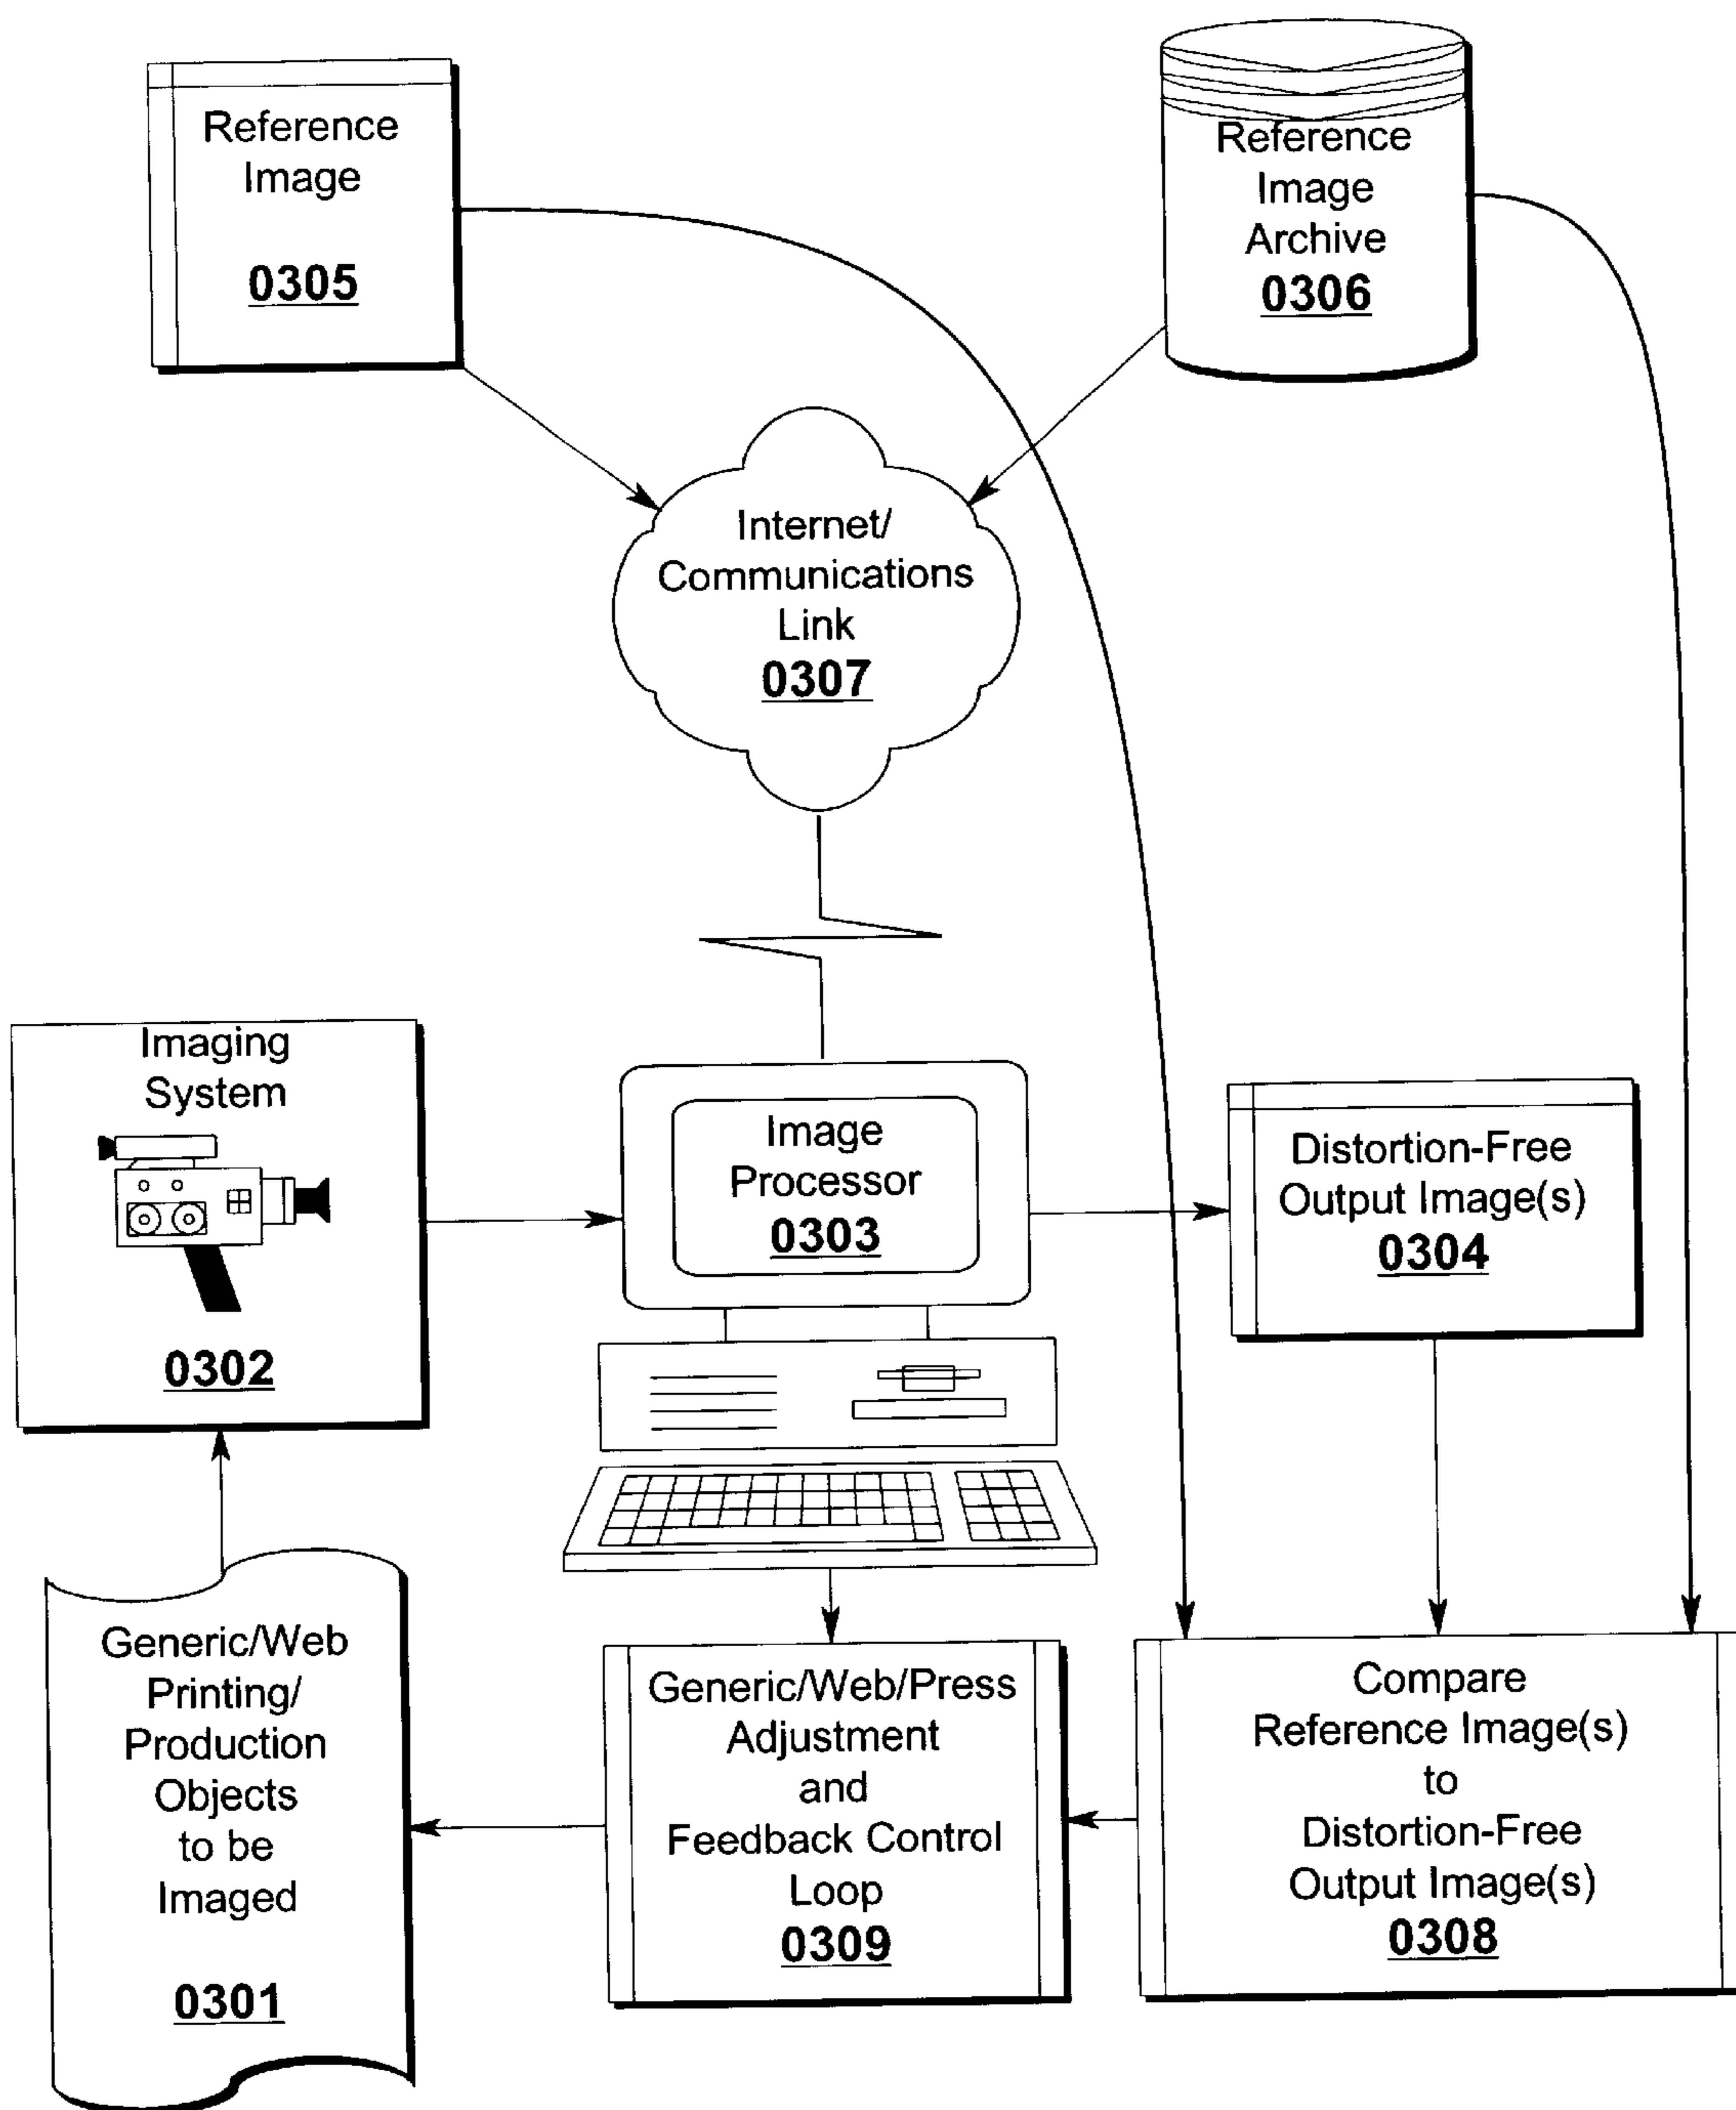 Reference
Image
0305
Reference
Image
Archive
0306
Internet/
Communications
Link
0307
Imaging
System
0302
Image
Processor
0303
Distortion-Free
Output Image(s)
0304
Generic/Web
Printing/
Production
Objects
to be
Imaged
0301
Generic/Web/Press
Adjustment
and
Feedback Control
Loop
0309
Compare
Reference Image(s)
to
Distortion-Free
Output Image(s)
0308